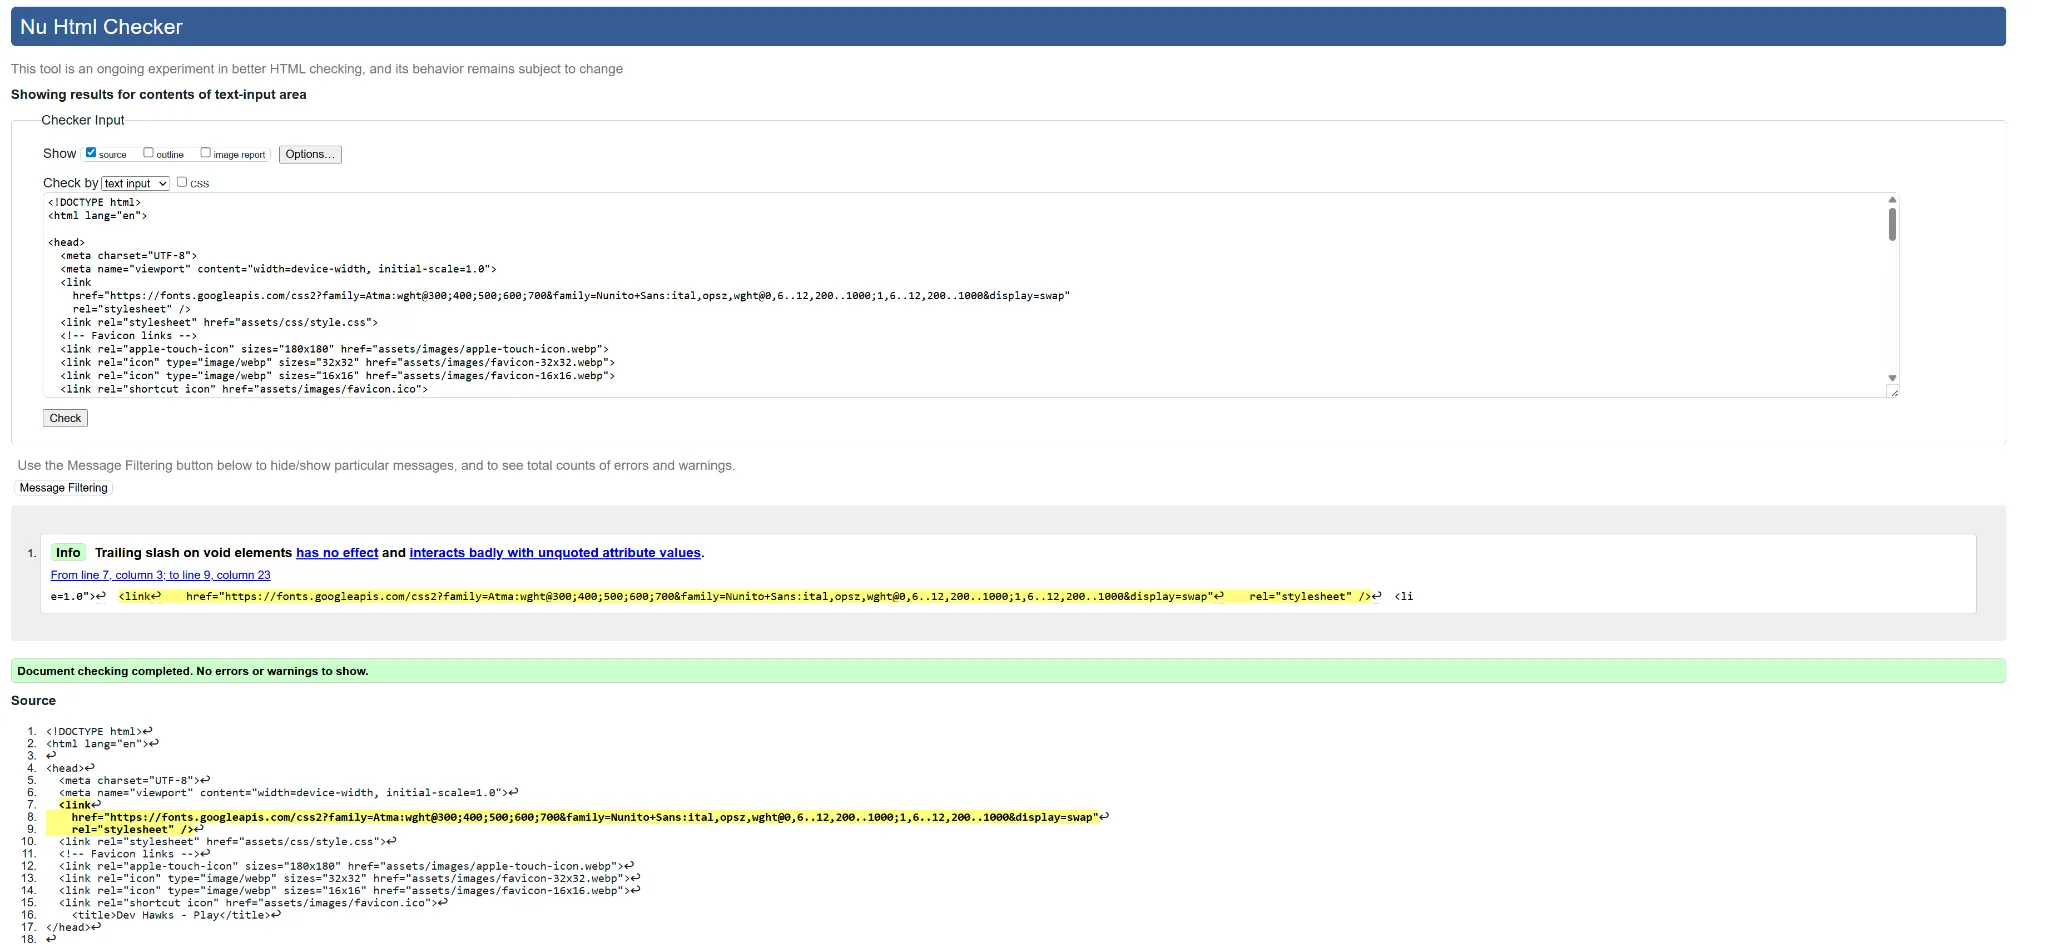 Nu Html Checker
This tool is an ongoing experiment in better HTML checking, and its behavior remains subject to change
Showing results for contents of text-input area
Checker Input
Show source outline image report Options...
Check by text input css
<!DOCTYPE html>
<html lang="en">
<head>
<meta charset="UTF-8">
<meta name="viewport" content="width=device-width, initial-scale=1.0">
<link
href="https://fonts.googleapis.com/css2?family=Atma:wght@300;400;500;600;700&family=Nunito+Sans:ital,opsz,wght@0,6..12,200..1000;1,6..12,200..1000&display=swap"
rel="stylesheet" />
<link rel="stylesheet" href="assets/css/style.css">
<!-- Favicon links -->
<link rel="apple-touch-icon" sizes="180x180" href="assets/images/apple-touch-icon.webp">
<link rel="icon" type="image/webp" sizes="32x32" href="assets/images/favicon-32x32.webp">
<link rel="icon" type="image/webp" sizes="16x16" href="assets/images/favicon-16x16.webp">
<link rel="shortcut icon" href="assets/images/favicon.ico">
Check
Use the Message Filtering button below to hide/show particular messages, and to see total counts of errors and warnings.
Message Filtering
1. Info Trailing slash on void elements has no effect and interacts badly with unquoted attribute values.
From line 7, column 3; to line 9, column 23
e=1.0">↩ <link↩ href="https://fonts.googleapis.com/css2?family=Atma:wght@300;400;500;600;700&family=Nunito+Sans:ital,opsz,wght@0,6..12,200..1000;1,6..12,200..1000&display=swap"↩ rel="stylesheet" />↩ <li
Document checking completed. No errors or warnings to show.
Source
1. <!DOCTYPE html>↩
2. <html lang="en">↩
3. ↩
4. <head>↩
5. <meta charset="UTF-8">↩
6. <meta name="viewport" content="width=device-width, initial-scale=1.0">↩
7. <link↩
8. href="https://fonts.googleapis.com/css2?family=Atma:wght@300;400;500;600;700&family=Nunito+Sans:ital,opsz,wght@0,6..12,200..1000;1,6..12,200..1000&display=swap"↩
9. rel="stylesheet" />↩
10. <link rel="stylesheet" href="assets/css/style.css">↩
11. <!-- Favicon links -->↩
12. <link rel="apple-touch-icon" sizes="180x180" href="assets/images/apple-touch-icon.webp">↩
13. <link rel="icon" type="image/webp" sizes="32x32" href="assets/images/favicon-32x32.webp">↩
14. <link rel="icon" type="image/webp" sizes="16x16" href="assets/images/favicon-16x16.webp">↩
15. <link rel="shortcut icon" href="assets/images/favicon.ico">↩
16. <title>Dev Hawks - Play</title>↩
17. </head>↩
18. ↩